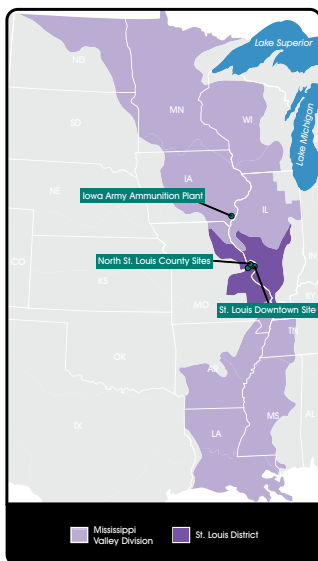 Lake Superior
ND
MN
Lake Michigan
WI
SD
IA
NE
Iowa Army Ammunition Plant
IL
North St. Louis County Sites
IN
CO
KS
KY
MO
St. Louis Downtown Site
TN
OK
AR
TX
MS
AL
LA
Mississippi
Valley Division
St. Louis District